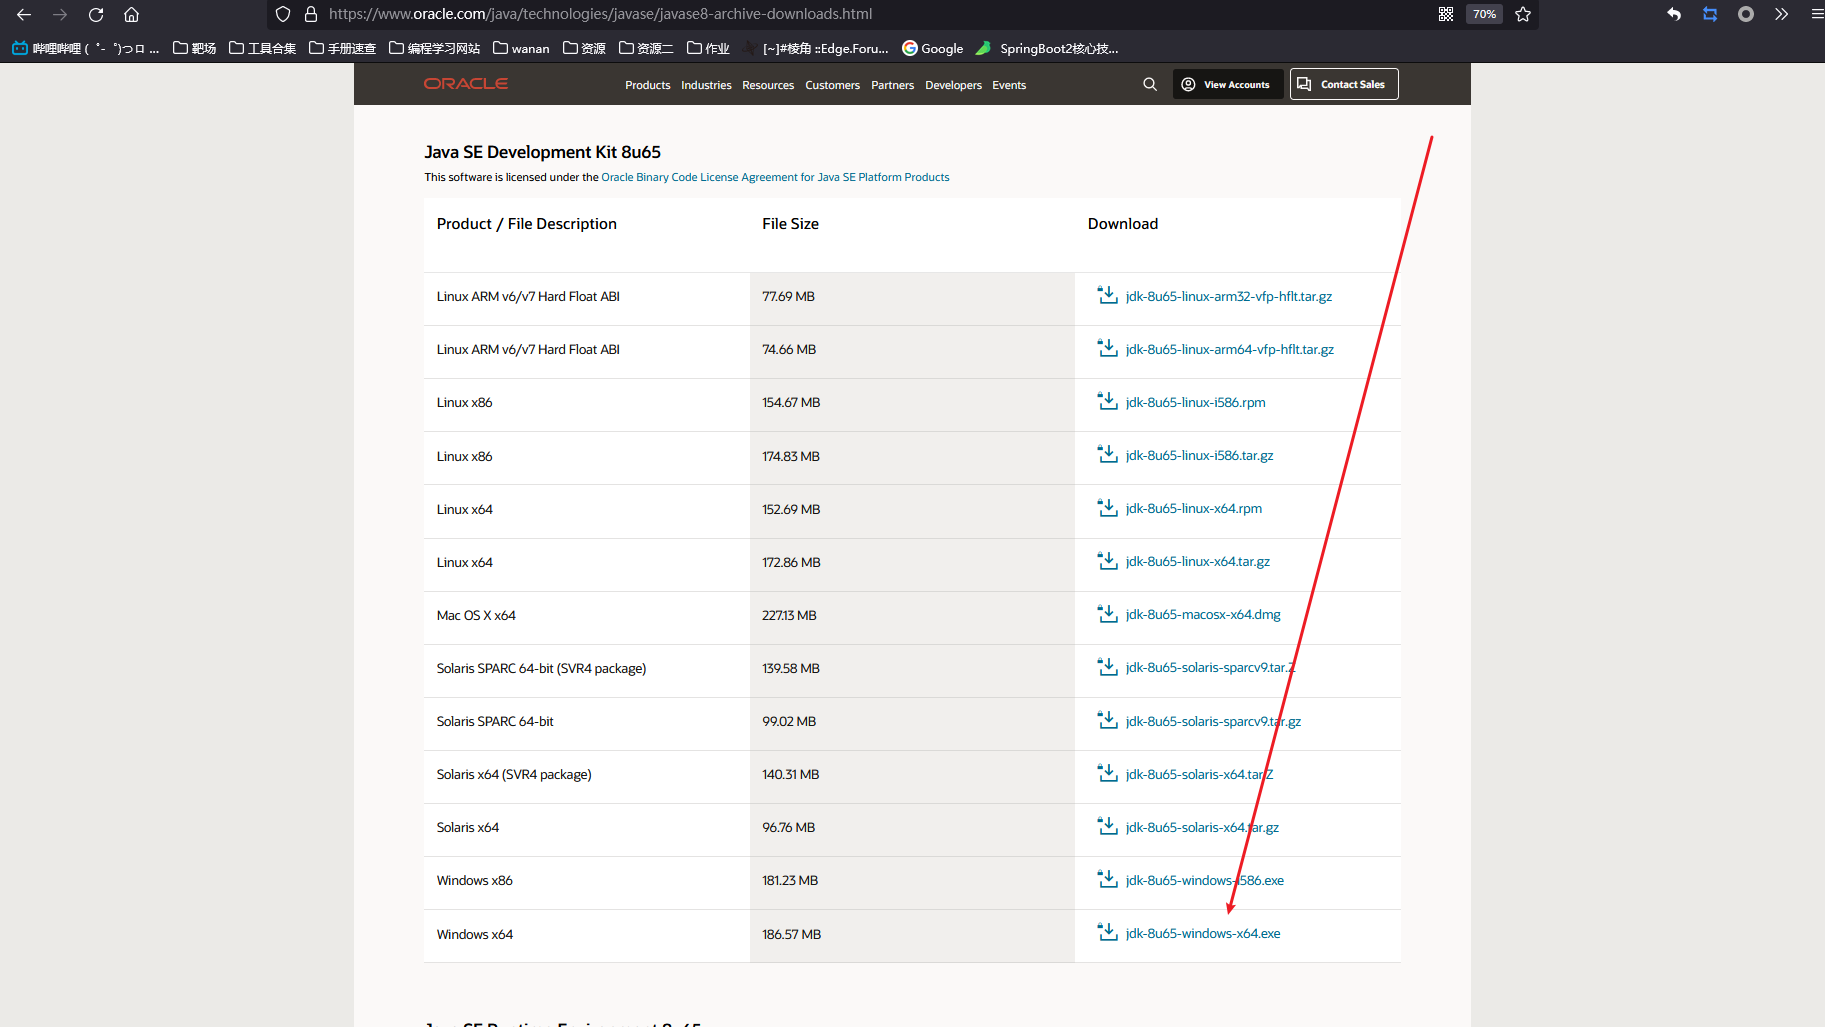 https://www.oracle.com/java/technologies/javase/javase8-archive-downloads.html
70%
哔哩哔哩 ( ゜- ゜)つロ ...
靶场
工具合集
手册速查
编程学习网站
wanan
资源
资源二
作业
[~]#棱角 ::Edge.Foru...
Google
SpringBoot2核心技...
ORACLE
Products
Industries
Resources
Customers
Partners
Developers
Events
View Accounts
Contact Sales
Java SE Development Kit 8u65
This software is licensed under the Oracle Binary Code License Agreement for Java SE Platform Products
Product / File Description
File Size
Download
Linux ARM v6/v7 Hard Float ABI
77.69 MB
jdk-8u65-linux-arm32-vfp-hflt.tar.gz
Linux ARM v6/v7 Hard Float ABI
74.66 MB
jdk-8u65-linux-arm64-vfp-hflt.tar.gz
Linux x86
154.67 MB
jdk-8u65-linux-i586.rpm
Linux x86
174.83 MB
jdk-8u65-linux-i586.tar.gz
Linux x64
152.69 MB
jdk-8u65-linux-x64.rpm
Linux x64
172.86 MB
jdk-8u65-linux-x64.tar.gz
Mac OS X x64
227.13 MB
jdk-8u65-macosx-x64.dmg
Solaris SPARC 64-bit (SVR4 package)
139.58 MB
jdk-8u65-solaris-sparcv9.tar.Z
Solaris SPARC 64-bit
99.02 MB
jdk-8u65-solaris-sparcv9.tar.gz
Solaris x64 (SVR4 package)
140.31 MB
jdk-8u65-solaris-x64.tar.Z
Solaris x64
96.76 MB
jdk-8u65-solaris-x64.tar.gz
Windows x86
181.23 MB
jdk-8u65-windows-i586.exe
Windows x64
186.57 MB
jdk-8u65-windows-x64.exe
Java SE Runtime Environment 8u65